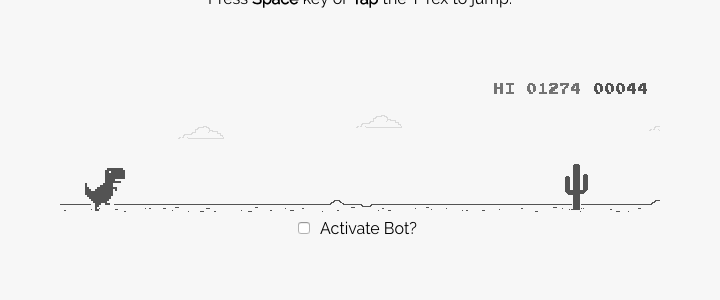 Press Space key or Tap the T-rex to jump.
HI 01274 00044
Activate Bot?